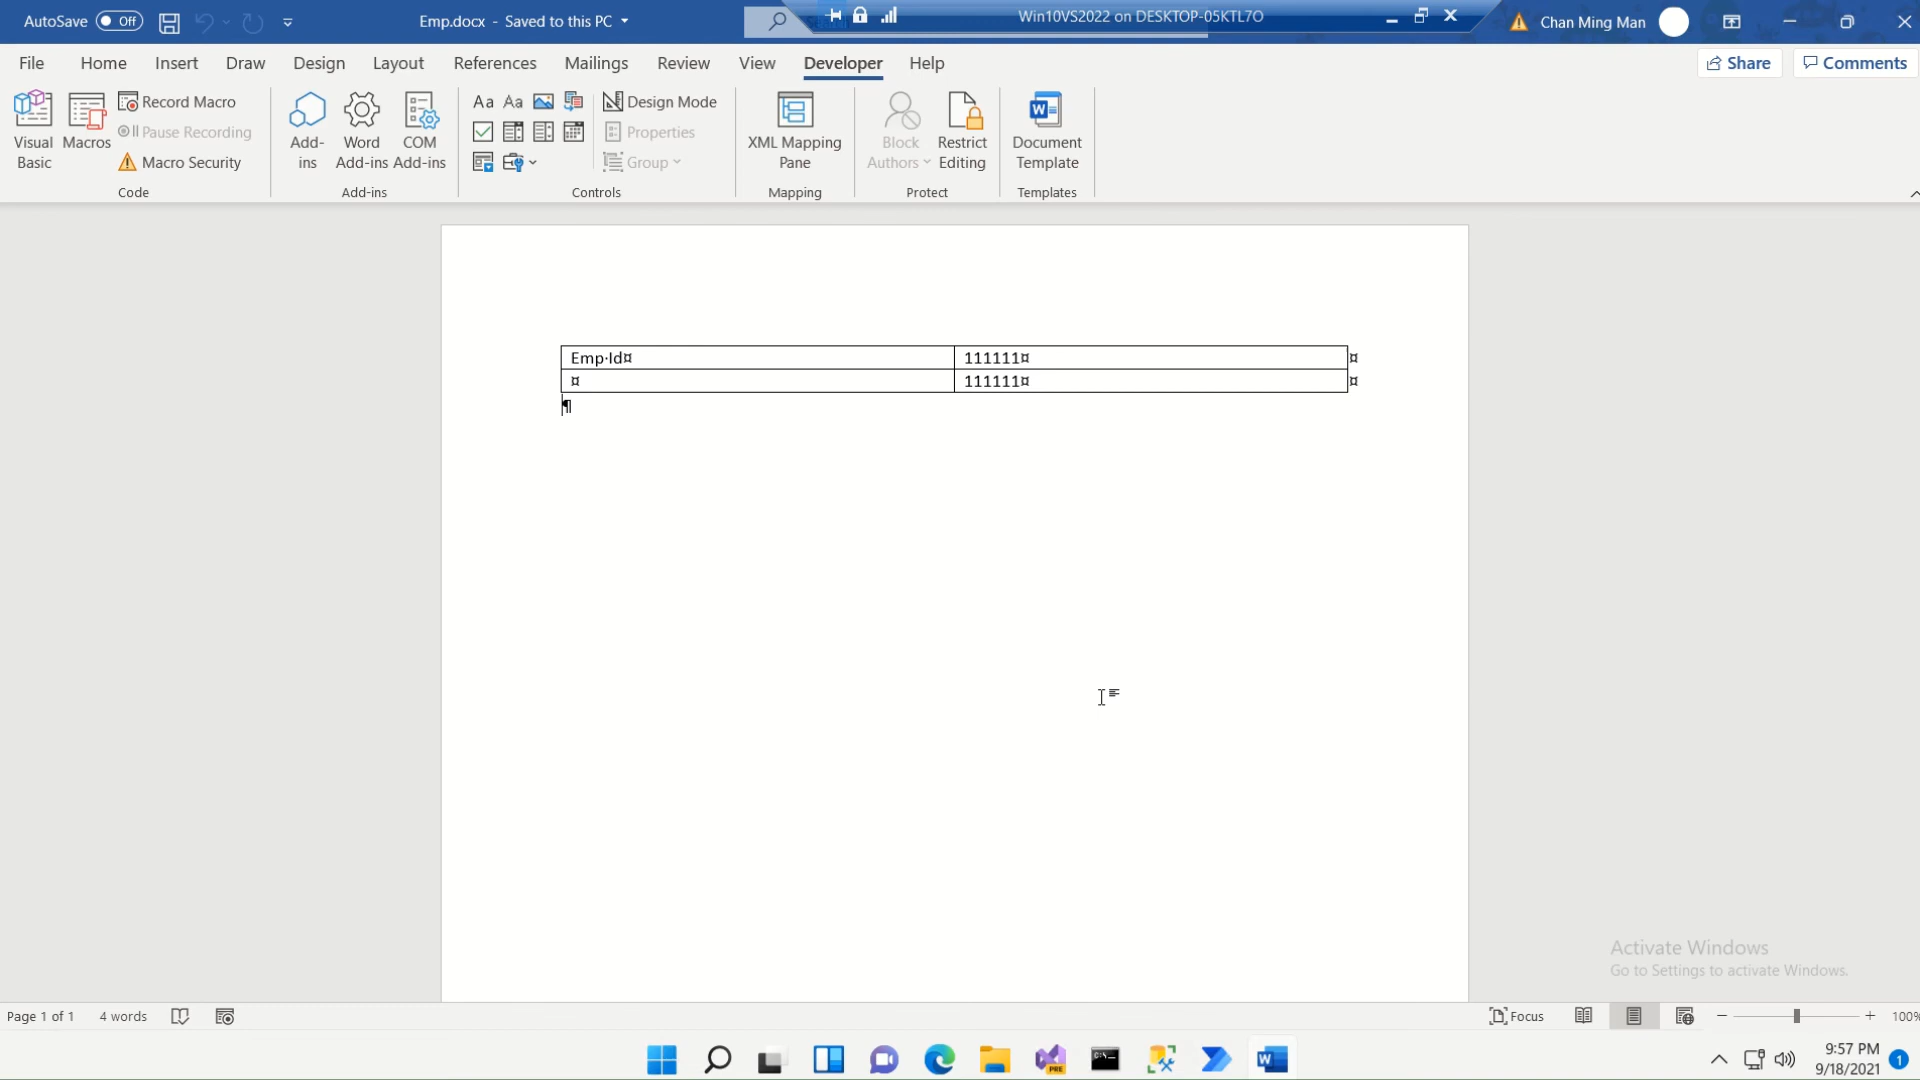 AutoSave Off Emp.docx - Saved to this PC Win10VS2022 on DESKTOP-05KTL7O Chan Ming Man
File Home Insert Draw Design Layout References Mailings Review View Developer Help Share Comments
Visual Basic
Macros
Record Macro
Pause Recording
Macro Security
Code
Add-ins
Word Add-ins
COM Add-ins
Add-ins
Aa Aa
Design Mode
Properties
Group
Controls
XML Mapping Pane
Mapping
Block Authors
Restrict Editing
Protect
Document Template
Templates
Emp·Id¤ 111111¤ ¤
¤ 111111¤ ¤
¶
Activate Windows
Go to Settings to activate Windows.
Page 1 of 1 4 words Focus 100%
9:57 PM
9/18/2021 1